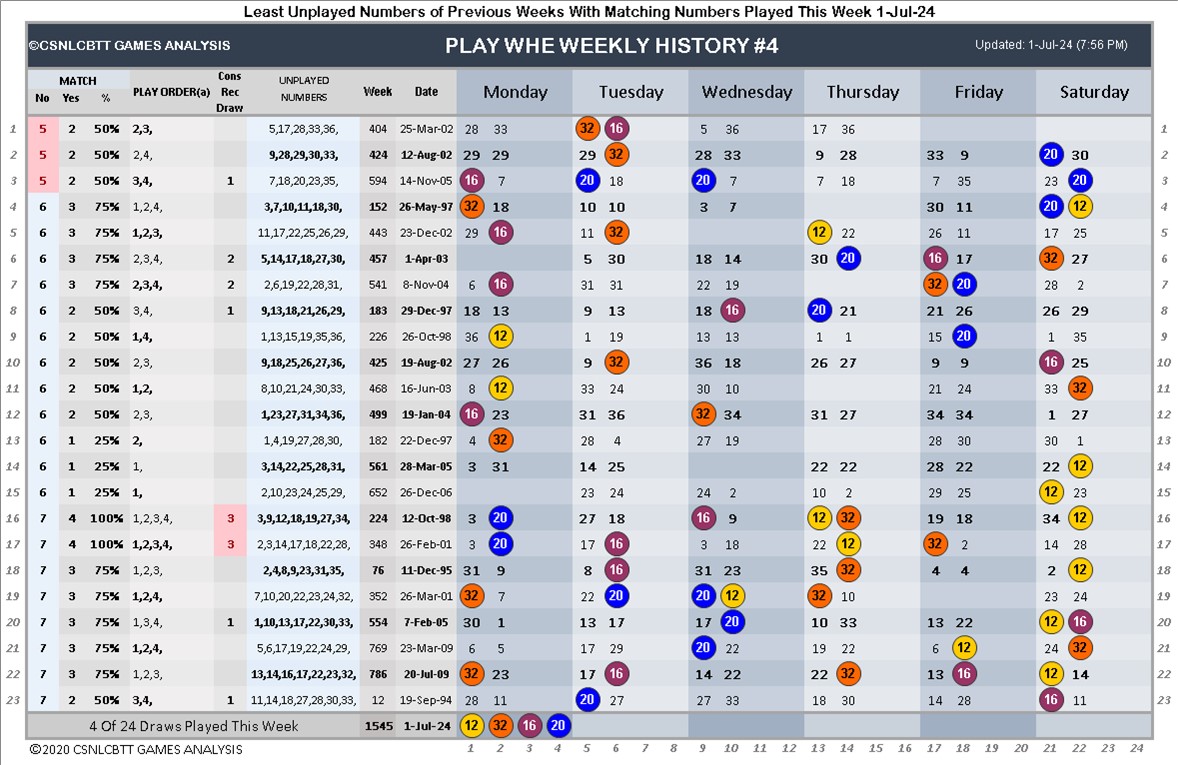 Least Unplayed Numbers of Previous Weeks With Matching Numbers Played This Week 1-Jul-24
©CSNLCBTT GAMES ANALYSIS PLAY WHE WEEKLY HISTORY #4 Updated: 1-Jul-24 (7:56 PM)
MATCH No Yes % PLAY ORDER(a) Cons Rec Draw UNPLAYED NUMBERS Week Date Monday Tuesday Wednesday Thursday Friday Saturday
1 5 2 50% 2,3, 5,17,28,33,36, 404 25-Mar-02 28 33 32 16 5 36 17 36 1
2 5 2 50% 2,4, 9,28,29,30,33, 424 12-Aug-02 29 29 29 32 28 33 9 28 33 9 20 30 2
3 5 2 50% 3,4, 1 7,18,20,23,35, 594 14-Nov-05 16 7 20 18 20 7 7 18 7 35 23 20 3
4 6 3 75% 1,2,4, 3,7,10,11,18,30, 152 26-May-97 32 18 10 10 3 7 30 11 20 12 4
5 6 3 75% 1,2,3, 11,17,22,25,26,29, 443 23-Dec-02 29 16 11 32 12 22 26 11 17 25 5
6 6 3 75% 2,3,4, 2 5,14,17,18,27,30, 457 1-Apr-03 5 30 18 14 30 20 16 17 32 27 6
7 6 3 75% 2,3,4, 2 2,6,19,22,28,31, 541 8-Nov-04 6 16 31 31 22 19 32 20 28 2 7
8 6 2 50% 3,4, 1 9,13,18,21,26,29, 183 29-Dec-97 18 13 9 13 18 16 20 21 21 26 26 29 8
9 6 2 50% 1,4, 1,13,15,19,35,36, 226 26-Oct-98 36 12 1 19 13 13 1 1 15 20 1 35 9
10 6 2 50% 2,3, 9,18,25,26,27,36, 425 19-Aug-02 27 26 9 32 36 18 26 27 9 9 16 25 10
11 6 2 50% 1,2, 8,10,21,24,30,33, 468 16-Jun-03 8 12 33 24 30 10 21 24 33 32 11
12 6 2 50% 2,3, 1,23,27,31,34,36, 499 19-Jan-04 16 23 31 36 32 34 31 27 34 34 1 27 12
13 6 1 25% 2, 1,4,19,27,28,30, 182 22-Dec-97 4 32 28 4 27 19 28 30 30 1 13
14 6 1 25% 1, 3,14,22,25,28,31, 561 28-Mar-05 3 31 14 25 22 22 28 22 22 12 14
15 6 1 25% 1, 2,10,23,24,25,29, 652 26-Dec-06 23 24 24 2 10 2 29 25 12 23 15
16 7 4 100% 1,2,3,4, 3 3,9,12,18,19,27,34, 224 12-Oct-98 3 20 27 18 16 9 12 32 19 18 34 12 16
17 7 4 100% 1,2,3,4, 3 2,3,14,17,18,22,28, 348 26-Feb-01 3 20 17 16 3 18 22 12 32 2 14 28 17
18 7 3 75% 1,2,3, 2,4,8,9,23,31,35, 76 11-Dec-95 31 9 8 16 31 23 35 32 4 4 2 12 18
19 7 3 75% 1,2,4, 7,10,20,22,23,24,32, 352 26-Mar-01 32 7 22 20 20 12 32 10 23 24 19
20 7 3 75% 1,3,4, 1 1,10,13,17,22,30,33, 554 7-Feb-05 30 1 13 17 17 20 10 33 13 22 12 16 20
21 7 3 75% 1,2,4, 5,6,17,19,22,24,29, 769 23-Mar-09 6 5 17 29 20 22 19 22 6 12 24 32 21
22 7 3 75% 1,2,3, 13,14,16,17,22,23,32, 786 20-Jul-09 32 23 17 16 14 22 22 32 13 16 12 14 22
23 7 2 50% 3,4, 1 11,14,18,27,28,30,33, 12 19-Sep-94 28 11 20 27 27 33 18 30 14 28 16 11 23
4 Of 24 Draws Played This Week 1545 1-Jul-24 12 32 16 20
©2020 CSNLCBTT GAMES ANALYSIS 1 2 3 4 5 6 7 8 9 10 11 12 13 14 15 16 17 18 19 20 21 22 23 24